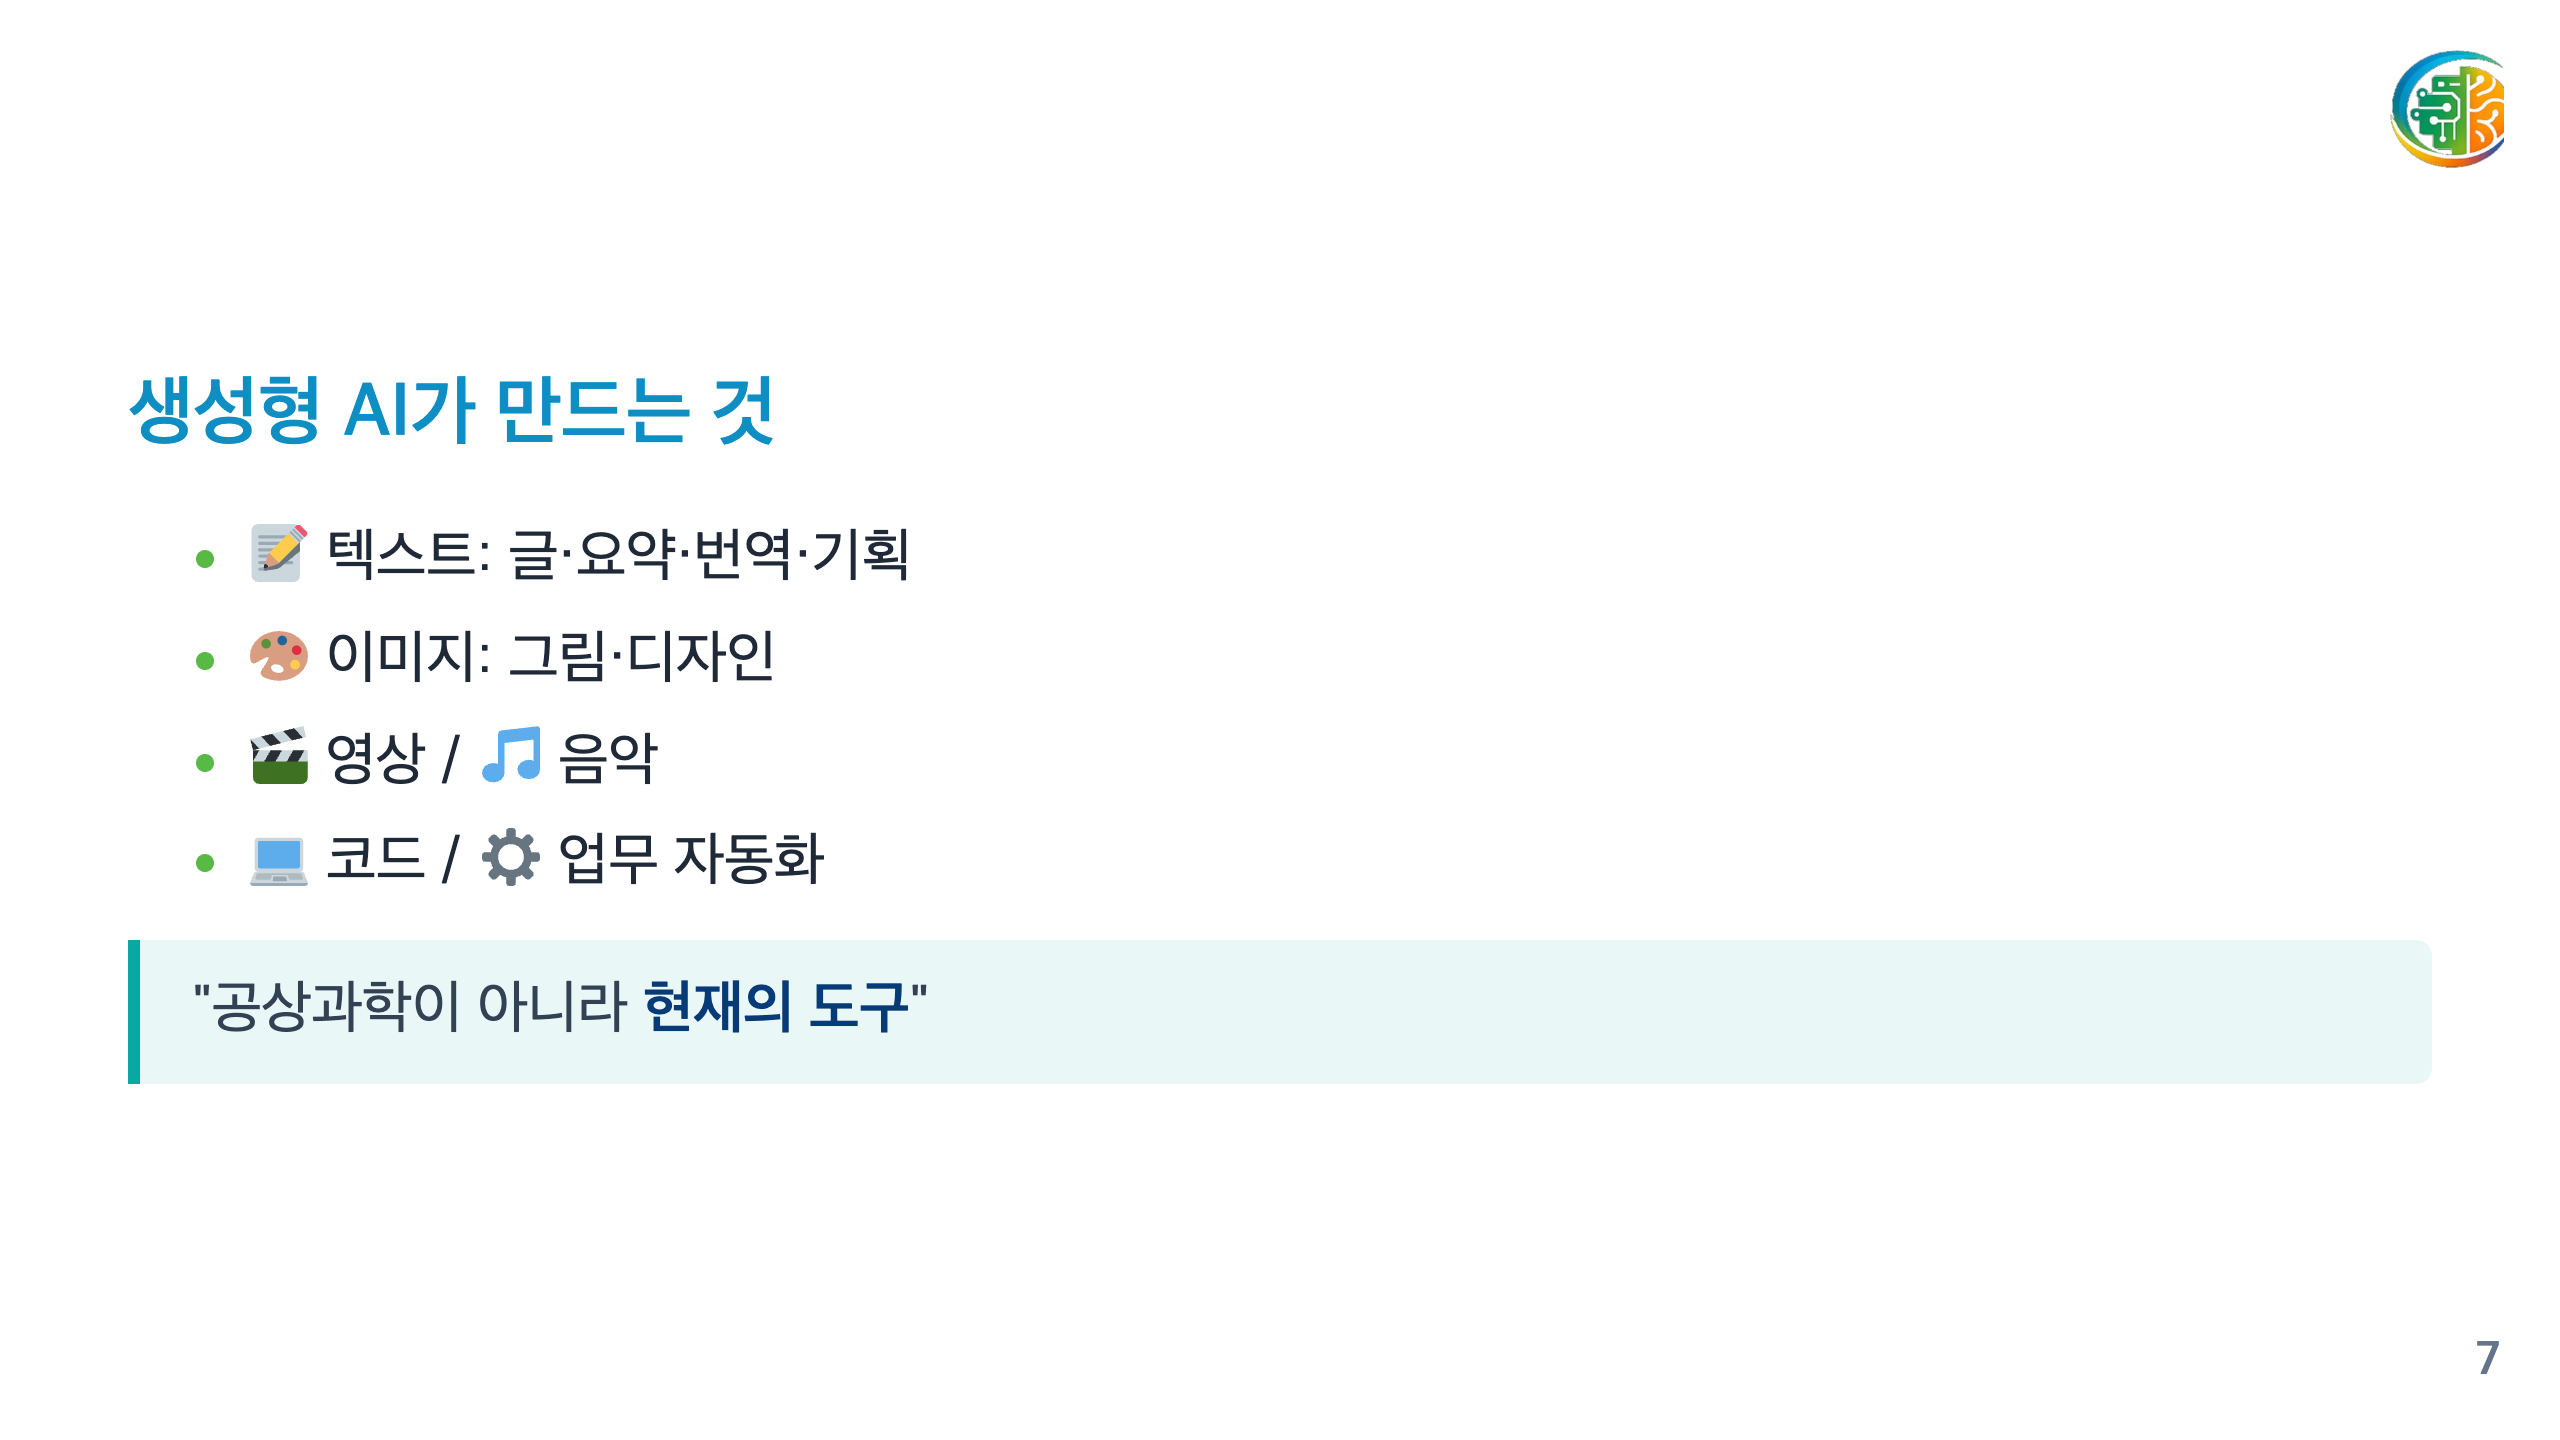 생성형 AI가 만드는 것
📝 텍스트: 글·요약·번역·기획
🎨 이미지: 그림·디자인
🎬 영상 / 🎵 음악
💻 코드 / ⚙️ 업무 자동화
"공상과학이 아니라 현재의 도구"
7